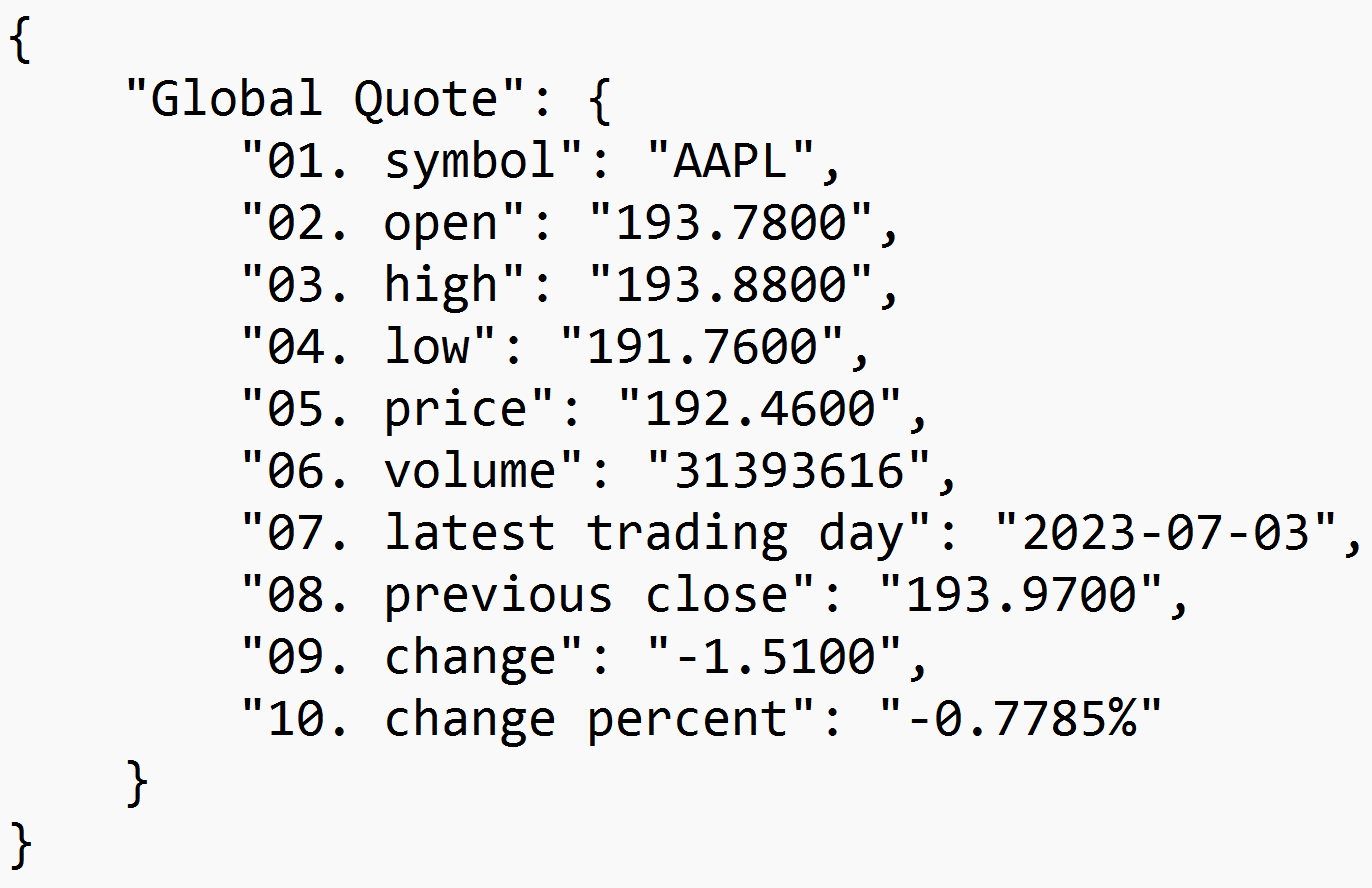 {
"Global Quote": {
"01. symbol": "AAPL",
"02. open": "193.7800",
"03. high": "193.8800",
"04. low": "191.7600",
"05. price": "192.4600",
"06. volume": "31393616",
"07. latest trading day": "2023-07-03",
"08. previous close": "193.9700",
"09. change": "-1.5100",
"10. change percent": "-0.7785%"
}
}